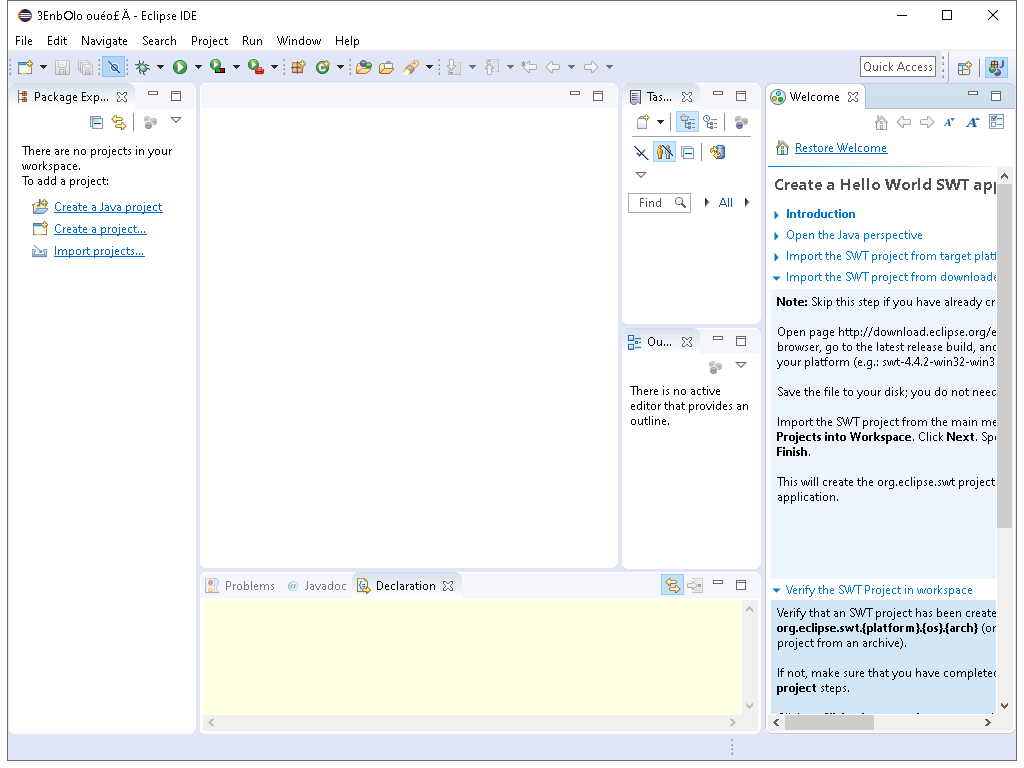 3EnbOlo ouéo£Ä - Eclipse IDE
File Edit Navigate Search Project Run Window Help
Quick Access
Package Exp...
There are no projects in your
workspace.
To add a project:
Create a Java project
Create a project...
Import projects...
Tas...
Find
All
Ou...
There is no active
editor that provides an
outline.
Problems @ Javadoc Declaration
Welcome
Restore Welcome
Create a Hello World SWT app
Introduction
Open the Java perspective
Import the SWT project from target platf
Import the SWT project from downloade
Note: Skip this step if you have already cr
Open page http://download.eclipse.org/e
browser, go to the latest release build, and
your platform (e.g.: swt-4.4.2-win32-win3
Save the file to your disk; you do not need
Import the SWT project from the main me
Projects into Workspace. Click Next. Spe
Finish.
This will create the org.eclipse.swt project
application.
Verify the SWT Project in workspace
Verify that an SWT project has been create
org.eclipse.swt.{platform}.{os}.{arch} (or
project from an archive).
If not, make sure that you have completed
project steps.